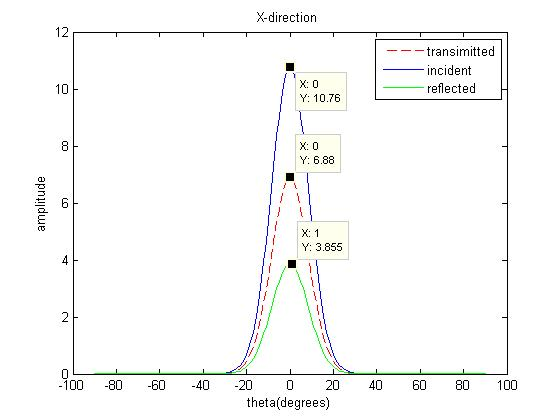 X-direction
12
10
8
6
4
2
0
-100
-80
-60
-40
-20
0
20
40
60
80
100
theta(degrees)
amplitude
transimitted
incident
reflected
X: 0
Y: 10.76
X: 0
Y: 6.88
X: 1
Y: 3.855